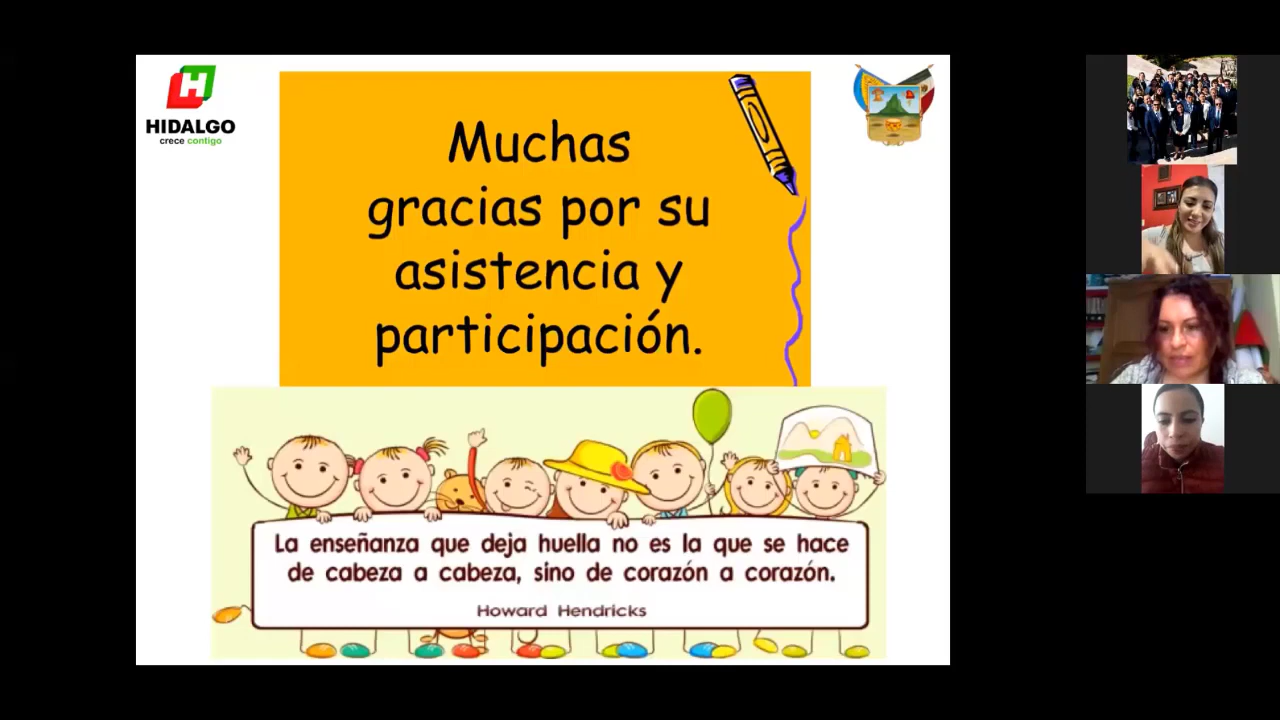 HIDALGO
crece contigo
Muchas
gracias por su
asistencia y
participación.
La enseñanza que deja huella no es la que se hace
de cabeza a cabeza, sino de corazón a corazón.
Howard Hendricks